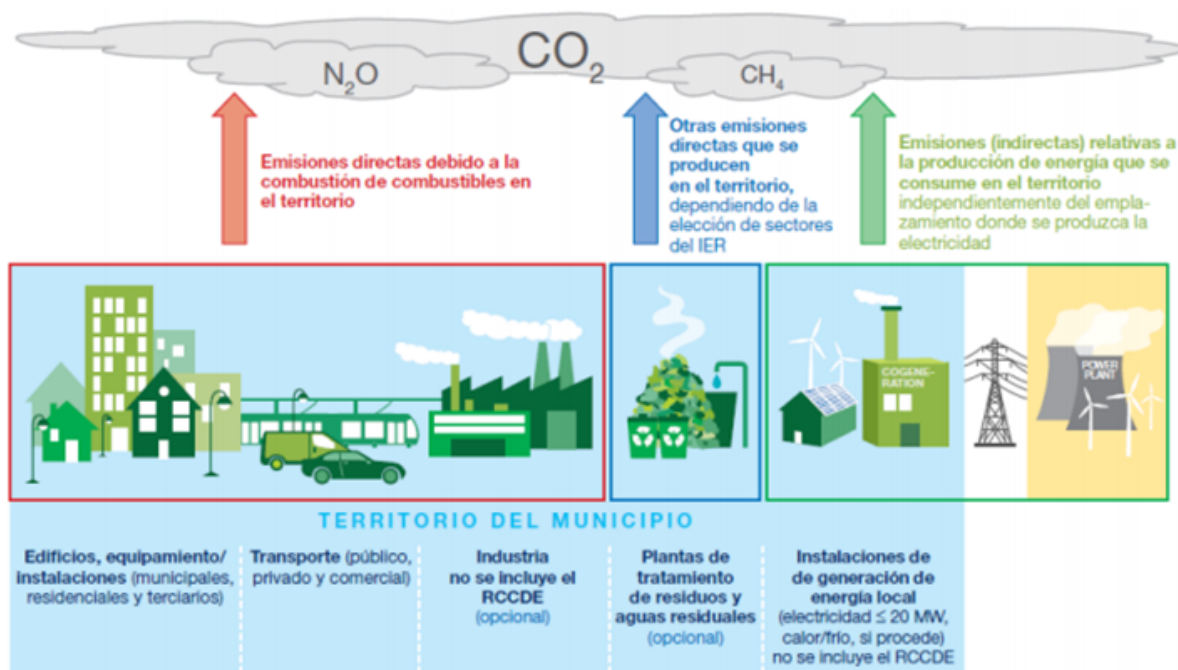 CO₂
N₂O
CH₄
Emisiones directas debido a la
combustión de combustibles en
el territorio
Otras emisiones
directas que se
producen
en el territorio,
dependiendo de la
elección de sectores
del IER
Emisiones (indirectas) relativas a
la producción de energía que se
consume en el territorio
independientemente del empla-
zamiento donde se produzca la
electricidad
COGENE-
RATION
POWER
PLANT
TERRITORIO DEL MUNICIPIO
Edificios, equipamiento/
instalaciones (municipales,
residenciales y terciarios)
Transporte (público,
privado y comercial)
Industria
no se incluye el
RCCDE
(opcional)
Plantas de
tratamiento
de residuos y
aguas residuales
(opcional)
Instalaciones de
de generación de
energía local
(electricidad ≤ 20 MW,
calor/frío, si procede)
no se incluye el RCCDE